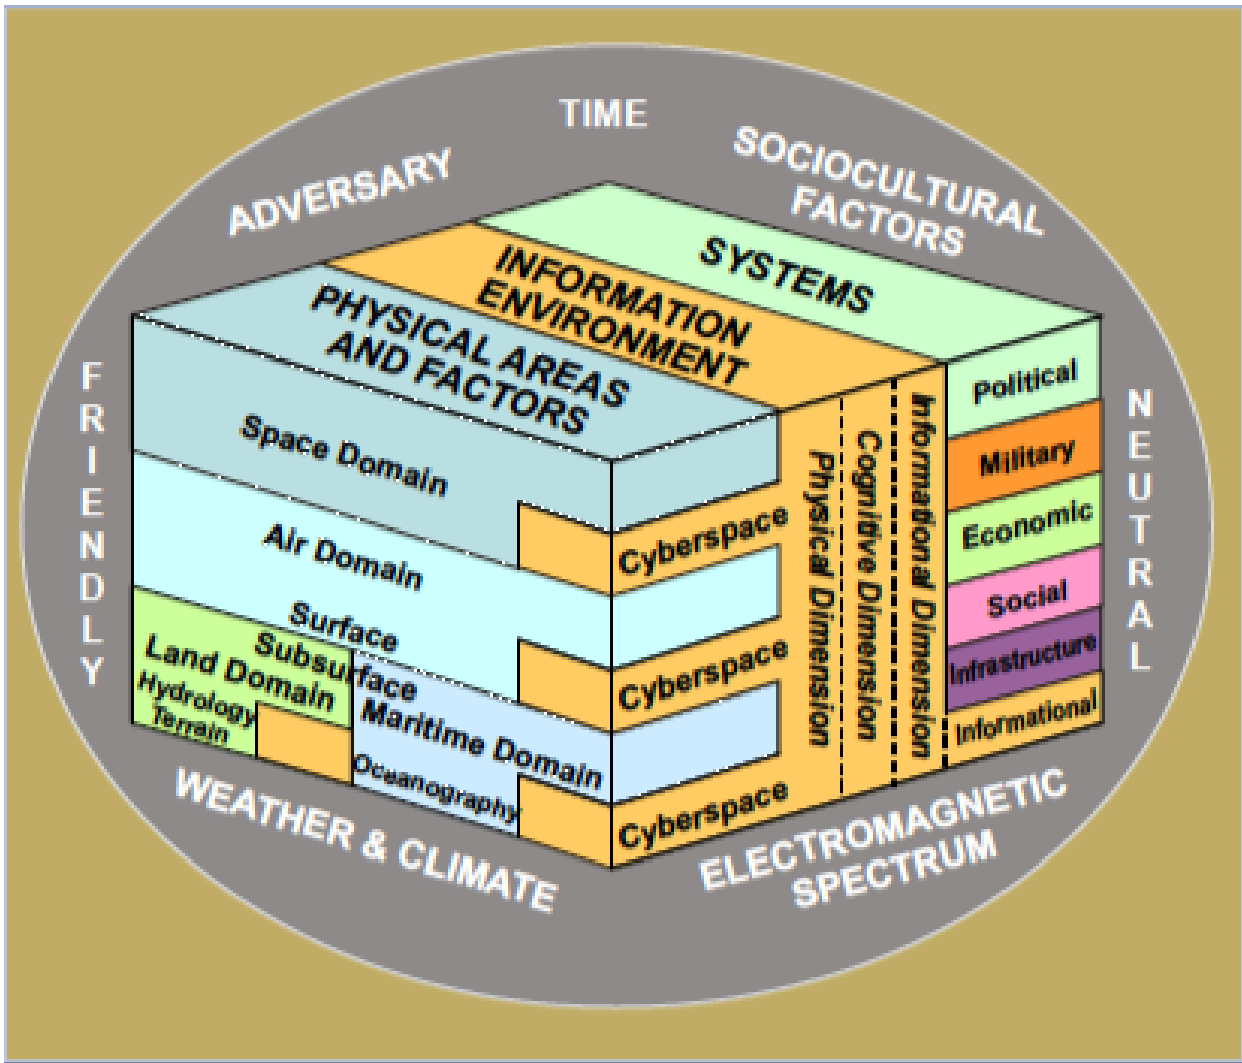 TIME
ADVERSARY
SOCIOCULTURAL
FACTORS
SYSTEMS
INFORMATION
ENVIRONMENT
PHYSICAL AREAS
AND FACTORS
FRIENDLY
NEUTRAL
Space Domain
Air Domain
Surface
Subsurface
Land Domain
Hydrology
Terrain
Maritime Domain
Oceanography
Cyberspace
Cyberspace
Cyberspace
Physical Dimension
Cognitive Dimension
Informational Dimension
Political
Military
Economic
Social
Infrastructure
Informational
WEATHER & CLIMATE
ELECTROMAGNETIC
SPECTRUM